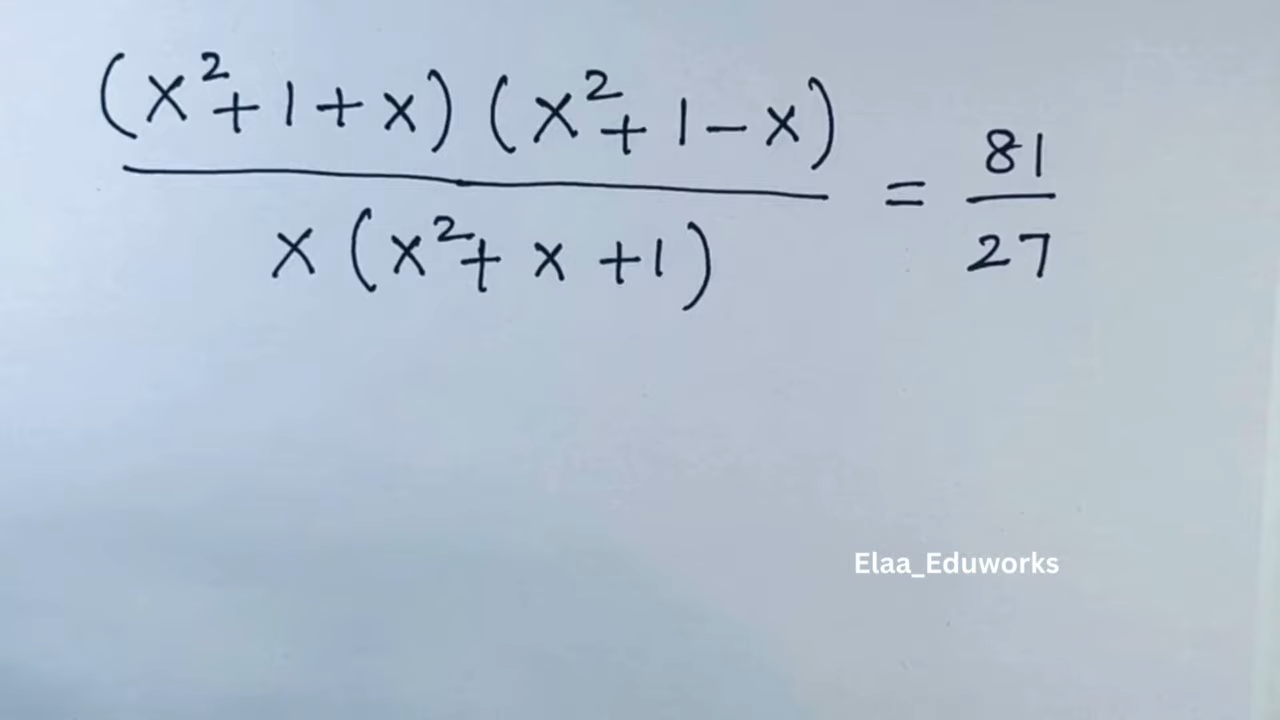 (x²+1+x)(x²+1-x)
x(x²+x+1)
= 81
27
Elaa_Eduworks